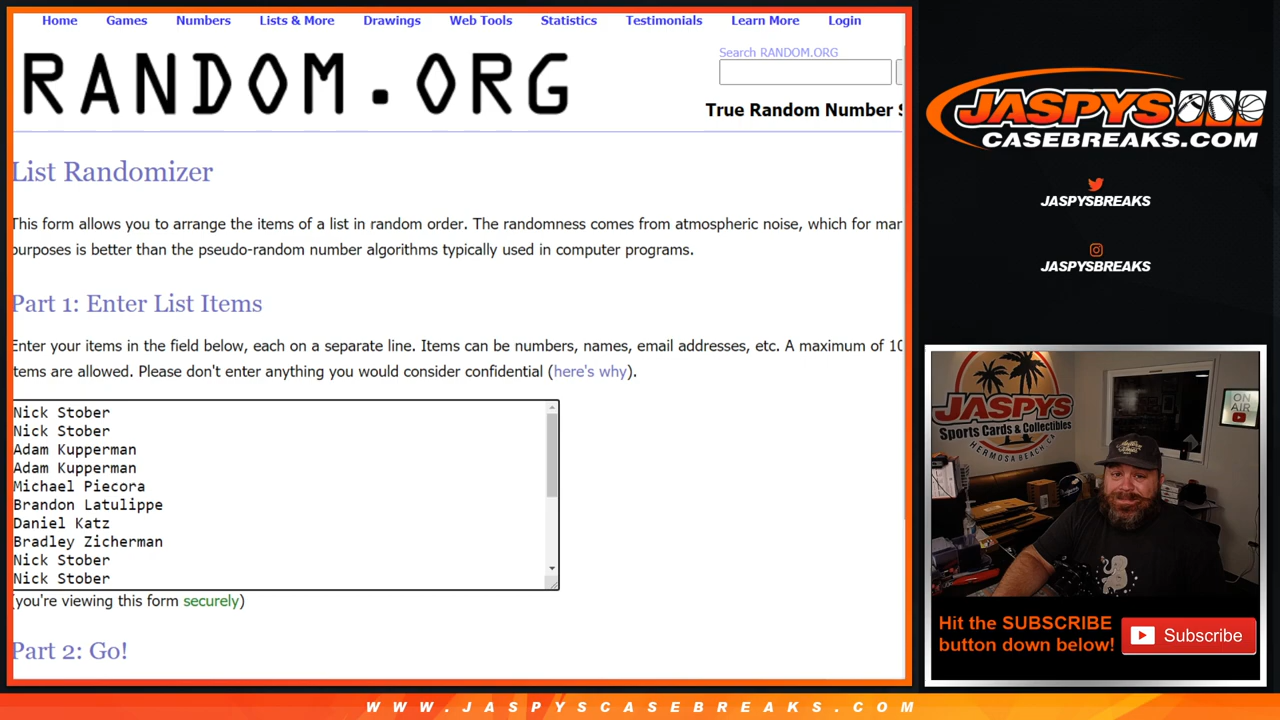 Home Games Numbers Lists & More Drawings Web Tools Statistics Testimonials Learn More Login
RANDOM.ORG
Search RANDOM.ORG
True Random Number S
List Randomizer
This form allows you to arrange the items of a list in random order. The randomness comes from atmospheric noise, which for mar
purposes is better than the pseudo-random number algorithms typically used in computer programs.
Part 1: Enter List Items
Enter your items in the field below, each on a separate line. Items can be numbers, names, email addresses, etc. A maximum of 10
items are allowed. Please don't enter anything you would consider confidential (here's why).
Nick Stober
Nick Stober
Adam Kupperman
Adam Kupperman
Michael Piecora
Brandon Latulippe
Daniel Katz
Bradley Zicherman
Nick Stober
Nick Stober
(you're viewing this form securely)
Part 2: Go!
JASPYS
CASEBREAKS.COM
JASPYSBREAKS
JASPYSBREAKS
JASPYS
Sports Cards & Collectibles
HERMOSA BEACH, CA
ON
AIR
Hit the SUBSCRIBE
button down below!
Subscribe
WWW.JASPYSCASEBREAKS.COM